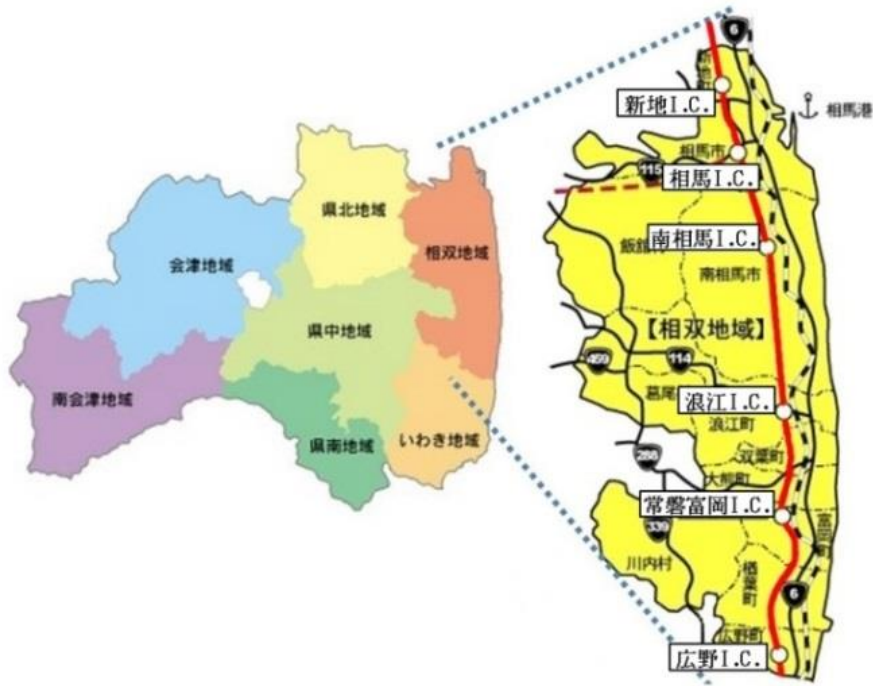 県北地域
会津地域
相双地域
県中地域
南会津地域
県南地域
いわき地域
6
新地町
新地I.C.
相馬港
相馬市
115
相馬I.C.
飯舘
南相馬I.C.
南相馬市
【相双地域】
459
114
葛尾
浪江I.C.
浪江町
双葉町
288
大熊町
常磐富岡I.C.
富岡町
川内村
楢葉町
6
広野町
広野I.C.